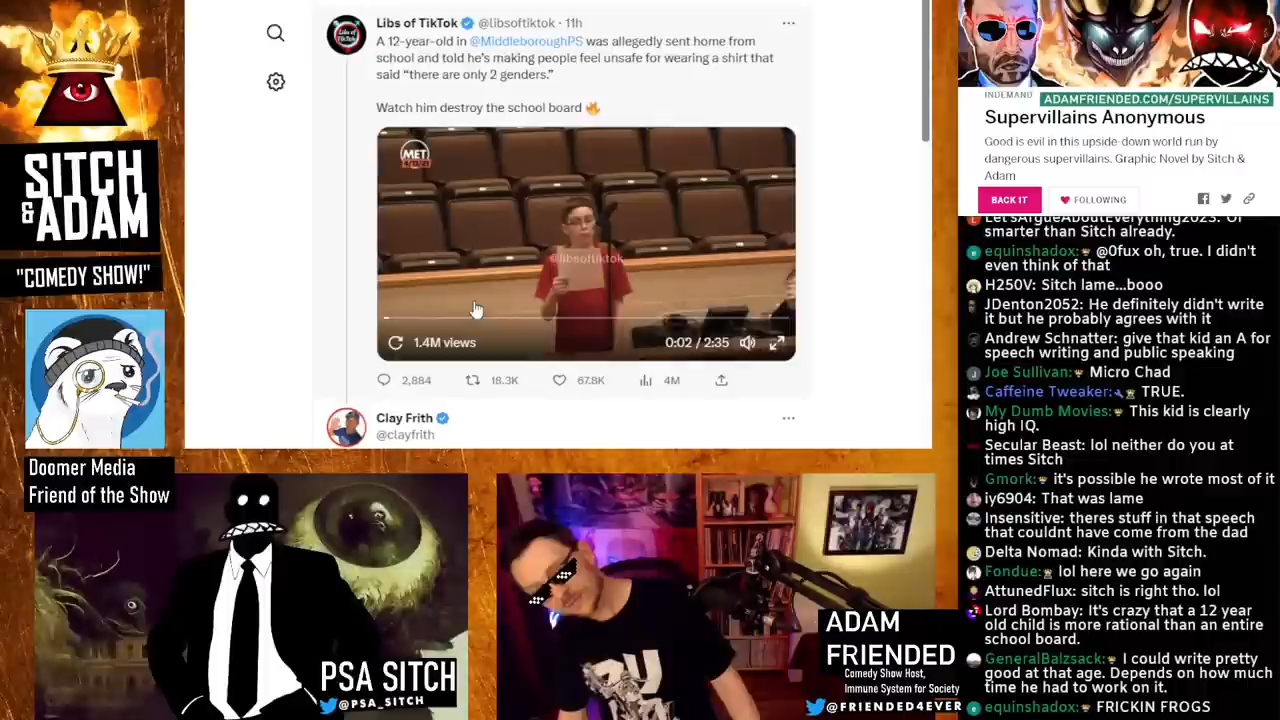 SITCH
& ADAM
"COMEDY SHOW!"
Doomer Media
Friend of the Show
Libs of TikTok @libsoftiktok · 11h
A 12-year-old in @MiddleboroughPS was allegedly sent home from
school and told he's making people feel unsafe for wearing a shirt that
said "there are only 2 genders."
Watch him destroy the school board 🔥
MET
@libsoftiktok
1.4M views
0:02 / 2:35
2,884
18.3K
67.8K
4M
Clay Frith
@clayfrith
PSA SITCH
@PSA_SITCH
ADAM
FRIENDED
Comedy Show Host,
Immune System for Society
@FRIENDED4EVER
INDEMAND
ADAMFRIENDED.COM/SUPERVILLAINS
Supervillains Anonymous
Good is evil in this upside-down world run by
dangerous supervillains. Graphic Novel by Sitch &
Adam
BACK IT
FOLLOWING
Let'sArgueAboutEverything2023: Of
smarter than Sitch already.
equinshadox: @0fux oh, true. I didn't
even think of that
H250V: Sitch lame...booo
JDenton2052: He definitely didn't write
it but he probably agrees with it
Andrew Schnatter: give that kid an A for
speech writing and public speaking
Joe Sullivan: Micro Chad
Caffeine Tweaker: TRUE.
My Dumb Movies: This kid is clearly
high IQ.
Secular Beast: lol neither do you at
times Sitch
Gmork: it's possible he wrote most of it
iy6904: That was lame
Insensitive: theres stuff in that speech
that couldnt have come from the dad
Delta Nomad: Kinda with Sitch.
Fondue: lol here we go again
AttunedFlux: sitch is right tho. lol
Lord Bombay: It's crazy that a 12 year
old child is more rational than an entire
school board.
GeneralBalzsack: I could write pretty
good at that age. Depends on how much
time he had to work on it.
equinshadox: FRICKIN FROGS